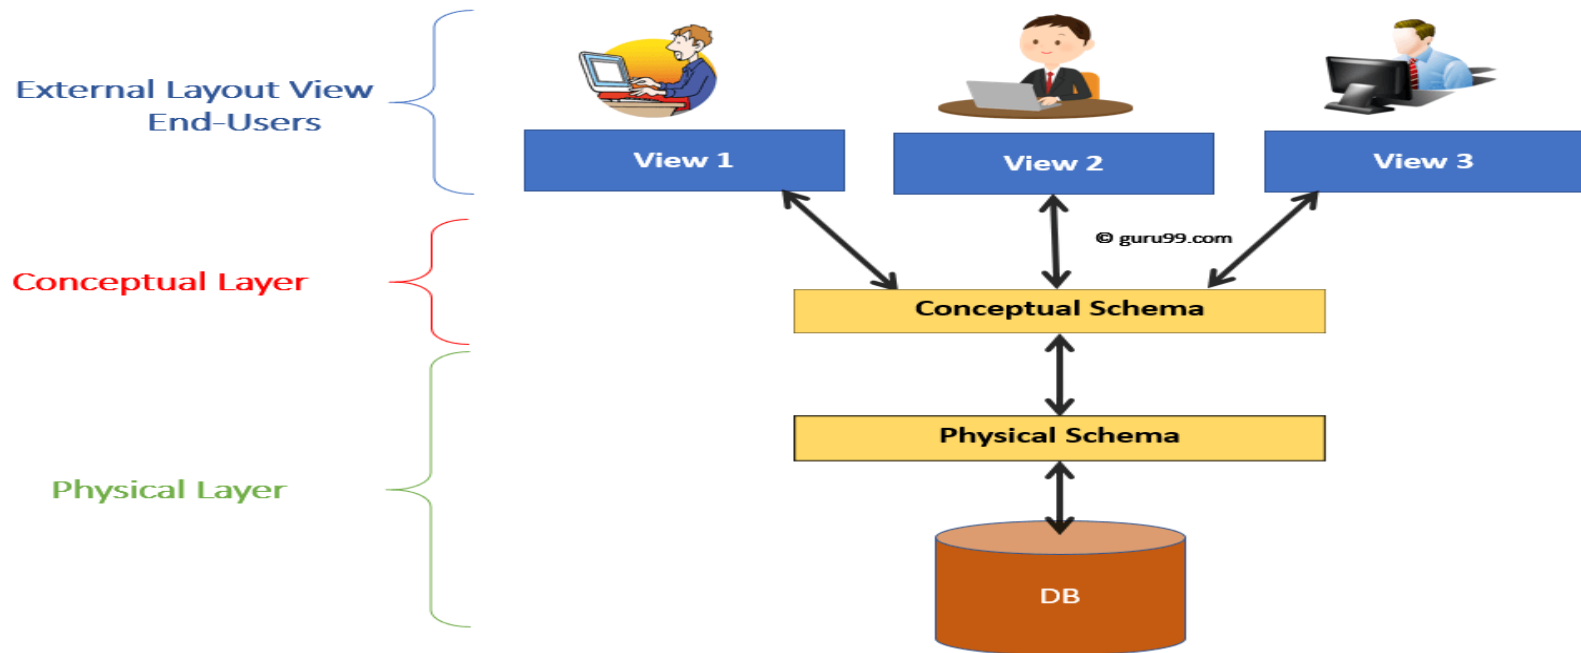 External Layout View
End-Users
View 1
View 2
View 3
© guru99.com
Conceptual Layer
Conceptual Schema
Physical Schema
Physical Layer
DB